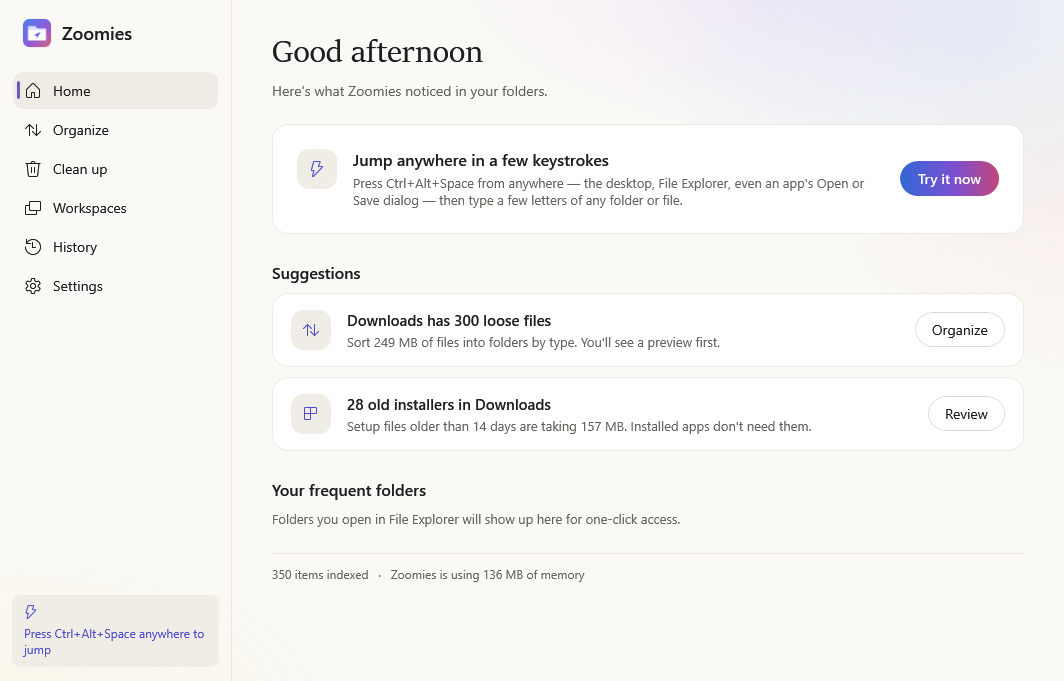 Zoomies
Home
Organize
Clean up
Workspaces
History
Settings
Press Ctrl+Alt+Space anywhere to
jump
Good afternoon
Here's what Zoomies noticed in your folders.
Jump anywhere in a few keystrokes
Press Ctrl+Alt+Space from anywhere — the desktop, File Explorer, even an app's Open or
Save dialog — then type a few letters of any folder or file.
Try it now
Suggestions
Downloads has 300 loose files
Sort 249 MB of files into folders by type. You'll see a preview first.
Organize
28 old installers in Downloads
Setup files older than 14 days are taking 157 MB. Installed apps don't need them.
Review
Your frequent folders
Folders you open in File Explorer will show up here for one-click access.
350 items indexed · Zoomies is using 136 MB of memory